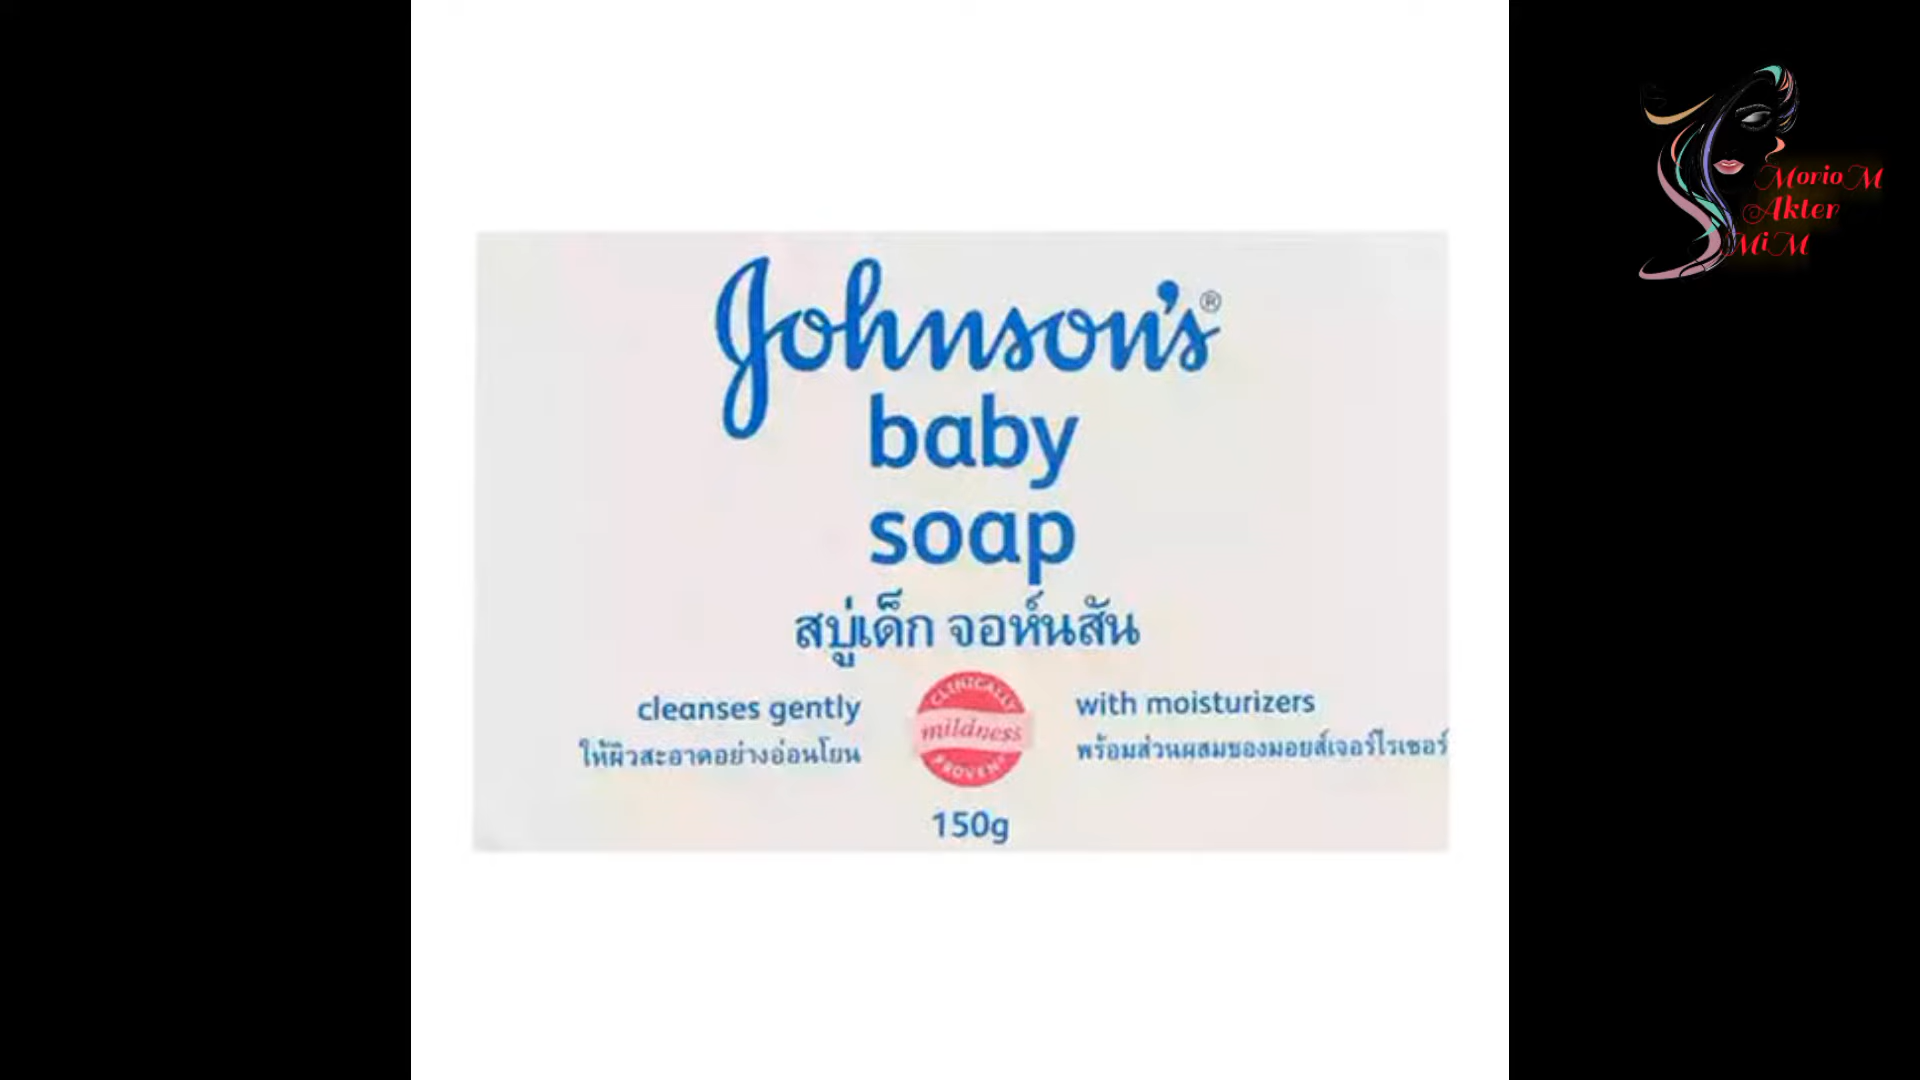 Johnson's®
baby
soap
สบู่เด็ก จอห์นสัน
cleanses gently
ให้ผิวสะอาดอย่างอ่อนโยน
CLINICALLY
mildness
PROVEN
with moisturizers
พร้อมส่วนผสมของมอยส์เจอร์ไรเซอร์
150g
MorioM
Akter
MiM